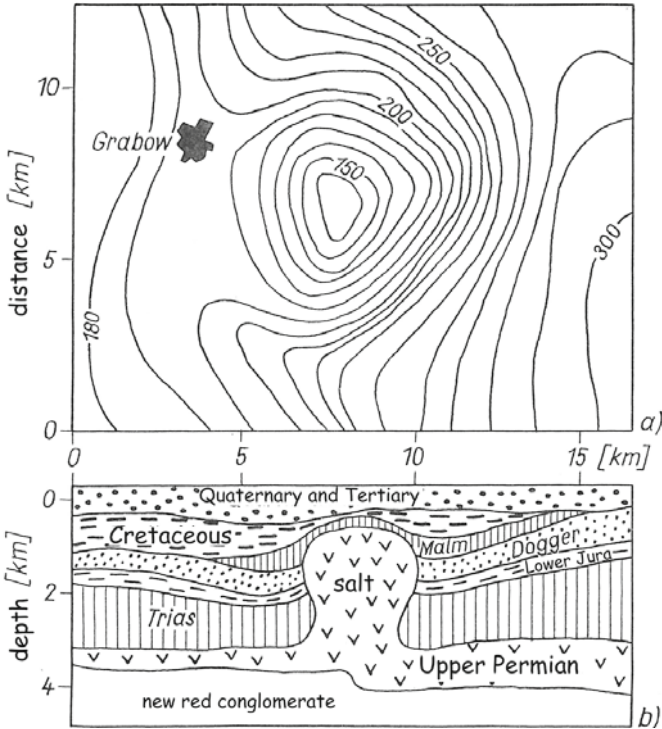 250
10
200
Grabow
150
distance [km]
5
300
180
0
a)
0
5
10
15
[km]
0
Quaternary and Tertiary
Cretaceous
Malm
Dogger
Lower Jura
salt
depth [km]
2
Trias
Upper Permian
4
new red conglomerate
b)